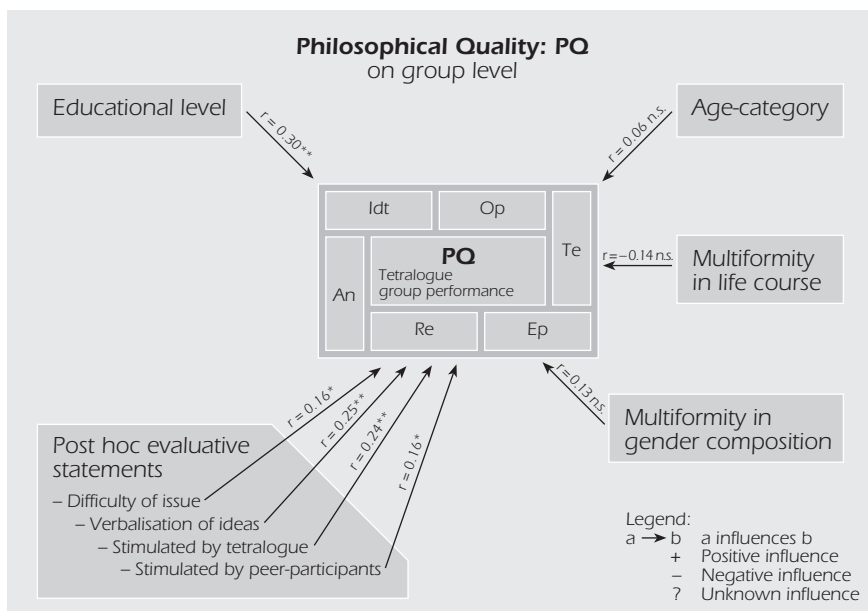 Philosophical Quality: PQ
on group level
Educational level
Age-category
r = 0.30**
r = 0.06 n.s.
Idt
Op
Te
PQ
Tetralogue
group performance
An
Re
Ep
r=–0.14 n.s.
Multiformity
in life course
r=0.13 n.s.
Multiformity in
gender composition
r = 0.16*
r = 0.25**
r = 0.24**
r = 0.16*
Post hoc evaluative
statements
– Difficulty of issue
– Verbalisation of ideas
– Stimulated by tetralogue
– Stimulated by peer-participants
Legend:
a → b a influences b
+ Positive influence
– Negative influence
? Unknown influence